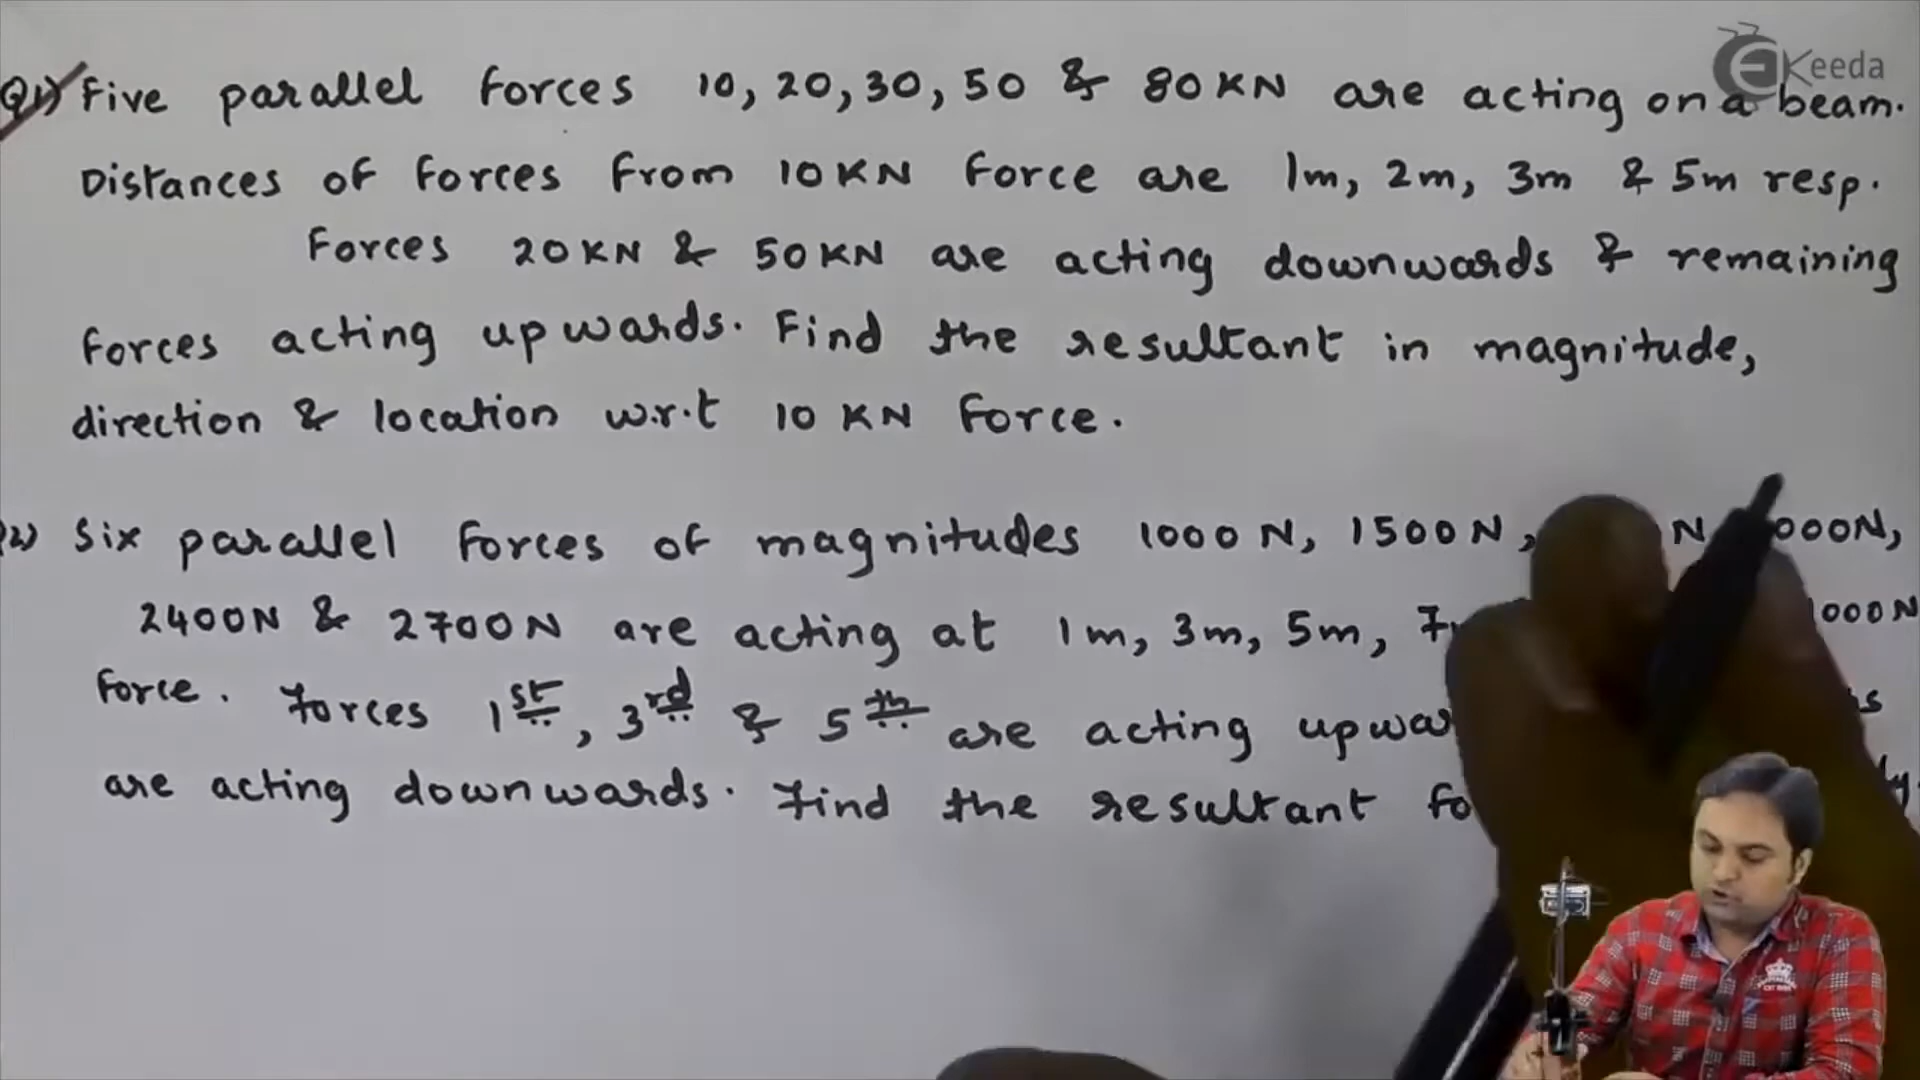 EKeeda
Q1) Five parallel forces 10, 20, 30, 50 & 80 KN are acting on a beam.
Distances of forces from 10 KN force are 1m, 2m, 3m & 5m resp.
Forces 20 KN & 50 KN are acting downwards & remaining
forces acting upwards. Find the resultant in magnitude,
direction & location w.r.t 10 KN Force.
Six parallel forces of magnitudes 1000 N, 1500 N, N,
2400N & 2700N are acting at 1m, 3m, 5m,
force. Forces 1st, 3rd & 5th are acting
are acting downwards. Find the resultant